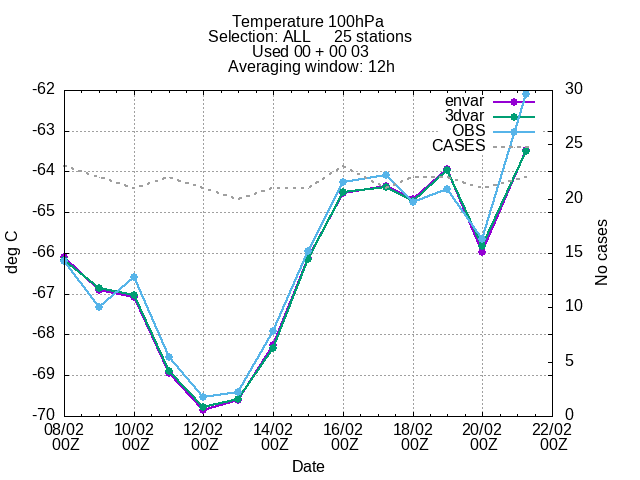 Temperature 100hPa
Selection: ALL 25 stations
Used 00 + 00 03
Averaging window: 12h
-62
-63
-64
-65
-66
-67
-68
-69
-70
deg C
30
25
20
15
10
5
0
No cases
envar
3dvar
OBS
CASES
08/02 10/02 12/02 14/02 16/02 18/02 20/02 22/02
00Z 00Z 00Z 00Z 00Z 00Z 00Z 00Z
Date